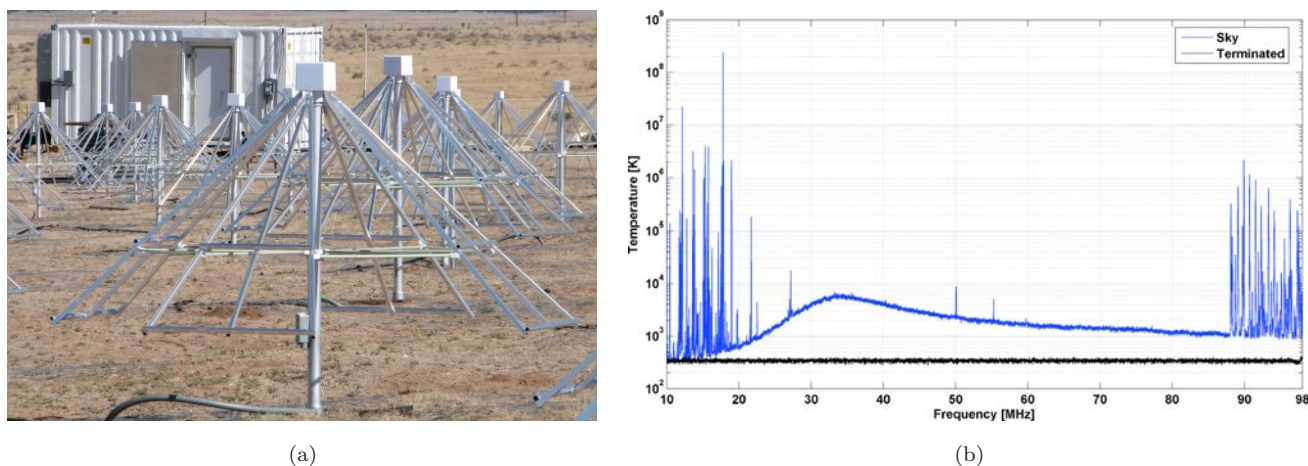 10⁹
10⁸
10⁷
10⁶
10⁵
10⁴
10³
10²
Temperature [K]
Sky
Terminated
10 20 30 40 50 60 70 80 90 98
Frequency [MHz]
(a) (b)